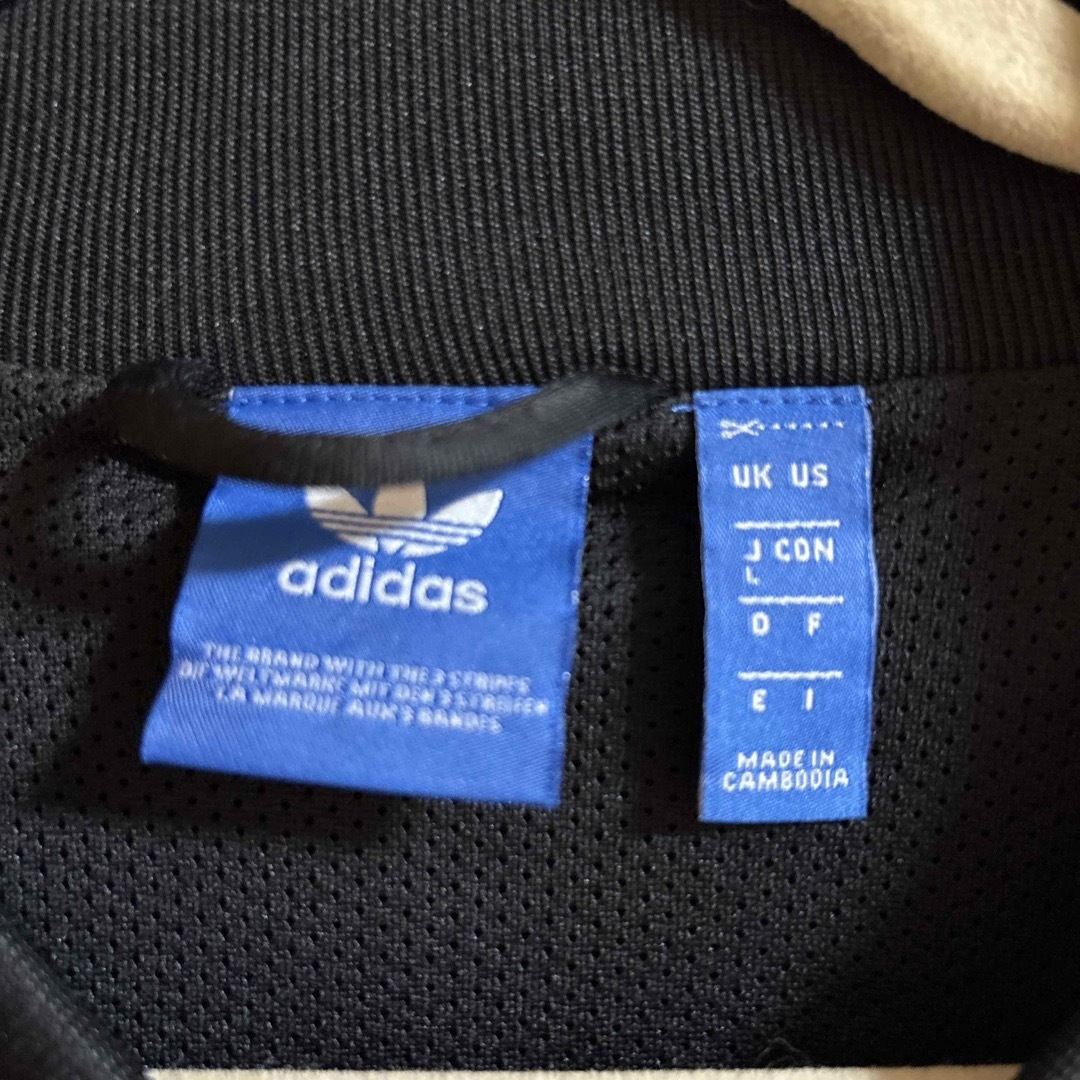 adidas
THE BRAND WITH THE 3 STRIPES
DIE WELTMARKE MIT DEN 3 STREIFEN
LA MARQUE AUX 3 BANDES
UK US
J CON
L
D F
E I
MADE IN
CAMBODIA